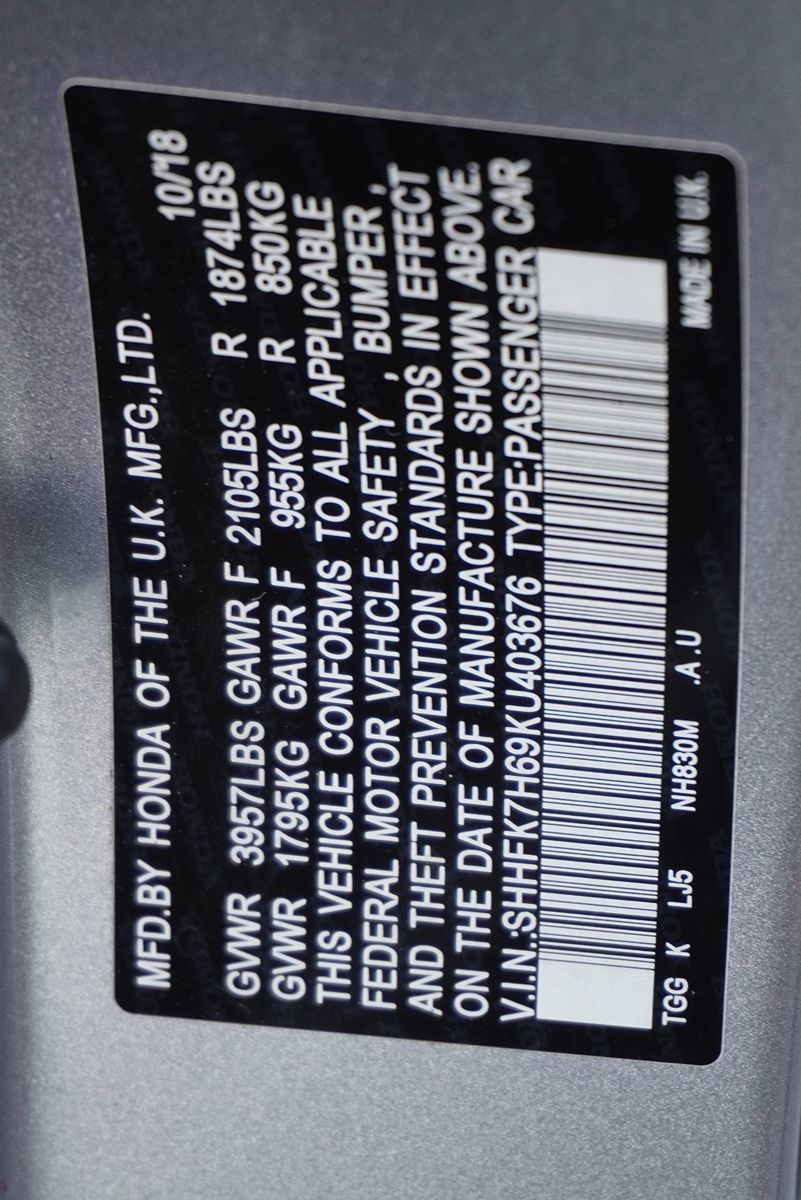 MFD.BY HONDA OF THE U.K. MFG.,LTD. 10/'18
GVWR 3957LBS GAWR F 2105LBS R 1874LBS
GVWR 1795KG GAWR F 955KG R 850KG
THIS VEHICLE CONFORMS TO ALL APPLICABLE
FEDERAL MOTOR VEHICLE SAFETY , BUMPER ,
AND THEFT PREVENTION STANDARDS IN EFFECT
ON THE DATE OF MANUFACTURE SHOWN ABOVE.
V.I.N.:SHHFK7H69KU403676 TYPE:PASSENGER CAR
TGG K LJ5 NH830M .A .U MADE IN U.K.